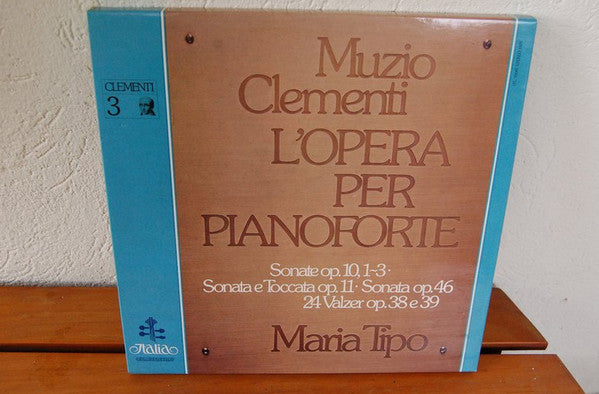 CLEMENTI
3
Muzio
Clementi
L'OPERA
PER
PIANOFORTE
Sonate op. 10, 1-3 ·
Sonata e Toccata op. 11 · Sonata op. 46
24 Valzer op. 38 e 39
Maria Tipo
Italia